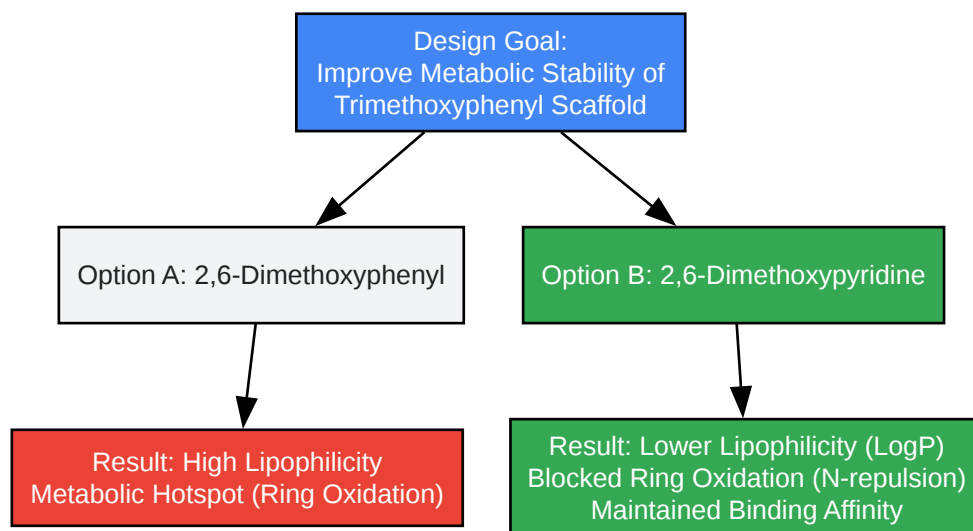 Design Goal:
Improve Metabolic Stability of
Trimethoxyphenyl Scaffold
Option A: 2,6-Dimethoxyphenyl
Option B: 2,6-Dimethoxypyridine
Result: High Lipophilicity
Metabolic Hotspot (Ring Oxidation)
Result: Lower Lipophilicity (LogP)
Blocked Ring Oxidation (N-repulsion)
Maintained Binding Affinity